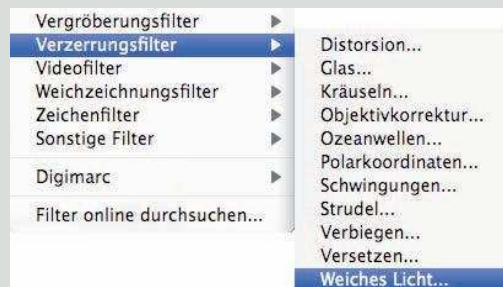 Vergröberungsfilter
Verzerrungsfilter
Videofilter
Weichzeichnungsfilter
Zeichenfilter
Sonstige Filter
Digimarc
Filter online durchsuchen...
Distorsion...
Glas...
Kräuseln...
Objektivkorrektur...
Ozeanwellen...
Polarkoordinaten...
Schwingungen...
Strudel...
Verbiegen...
Versetzen...
Weiches Licht...